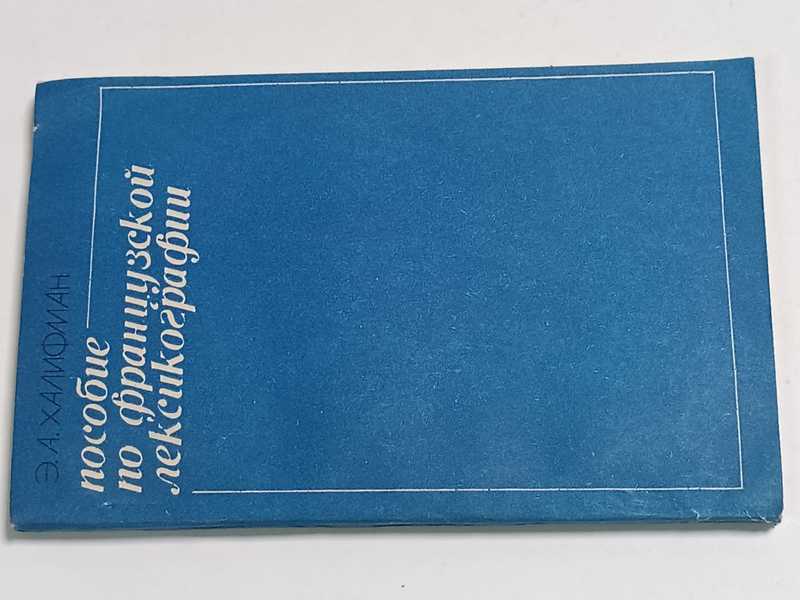 Э. А. ХАЛИФМАН
пособие
по французской
лексикографии